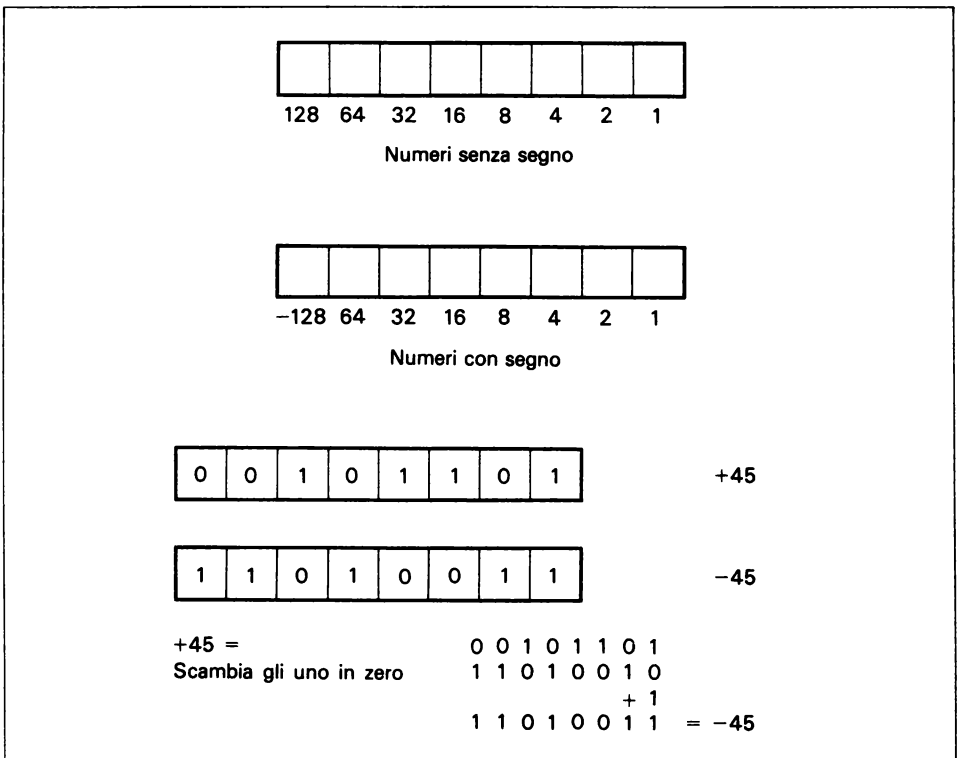 128 64 32 16 8 4 2 1
Numeri senza segno
−128 64 32 16 8 4 2 1
Numeri con segno
0 0 1 0 1 1 0 1 +45
1 1 0 1 0 0 1 1 −45
+45 = 0 0 1 0 1 1 0 1
Scambia gli uno in zero 1 1 0 1 0 0 1 0
+ 1
1 1 0 1 0 0 1 1 = −45